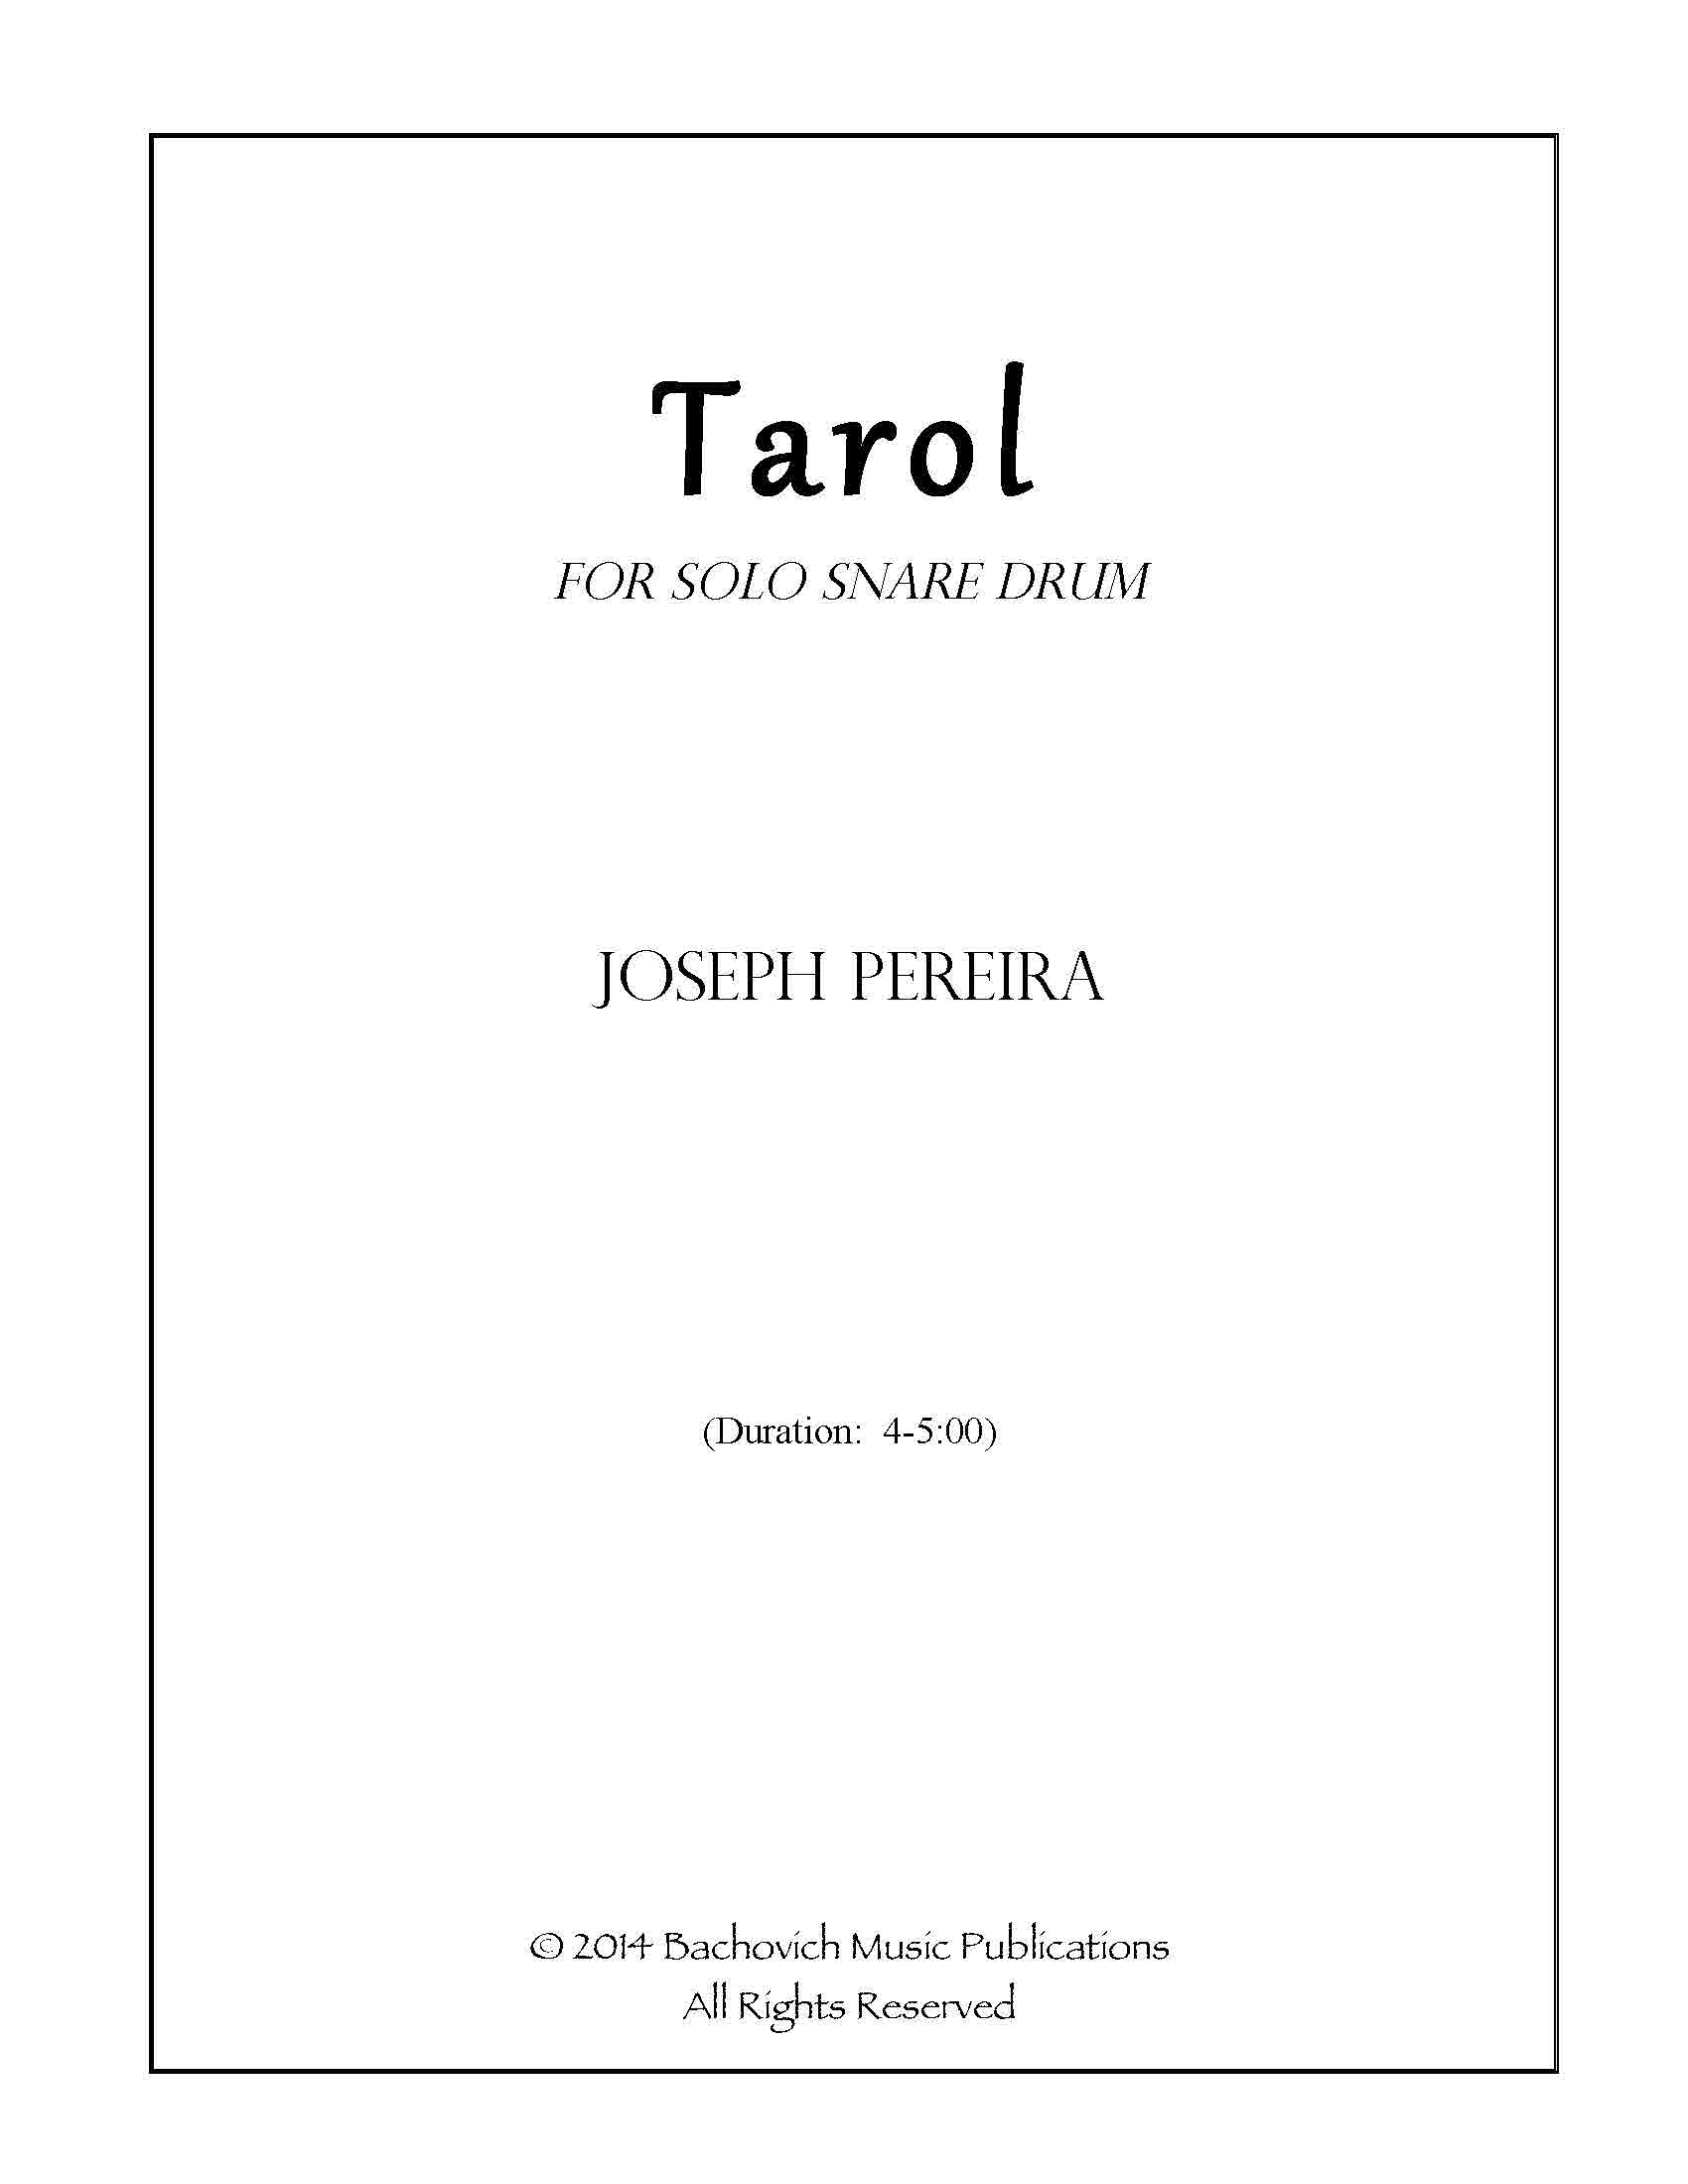 Tarol
FOR SOLO SNARE DRUM
JOSEPH PEREIRA
(Duration:  4-5:00)
© 2014 Bachovich Music Publications
All Rights Reserved